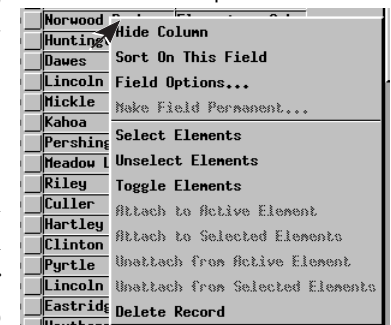 Norwood
Hide Column
Hunting
Sort On This Field
Dawes
Lincoln
Field Options...
Mickle
Make Field Permanent...
Kahoa
Select Elements
Pershing
Meadow L
Unselect Elements
Riley
Toggle Elements
Culler
Attach to Active Element
Hartley
Attach to Selected Elements
Clinton
Pyrtle
Unattach from Active Element
Lincoln
Unattach from Selected Elements
Eastridg
Delete Record